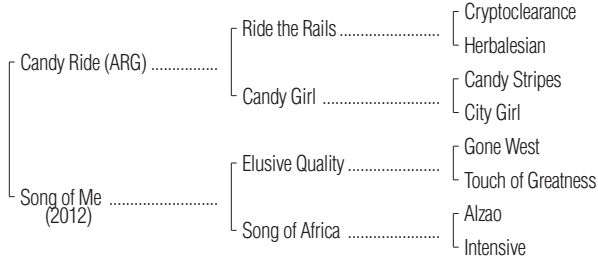 Cryptoclearance
Ride the Rails
Herbalesian
Candy Ride (ARG)
Candy Stripes
Candy Girl
City Girl
Gone West
Elusive Quality
Touch of Greatness
Song of Me
(2012)
Alzao
Song of Africa
Intensive